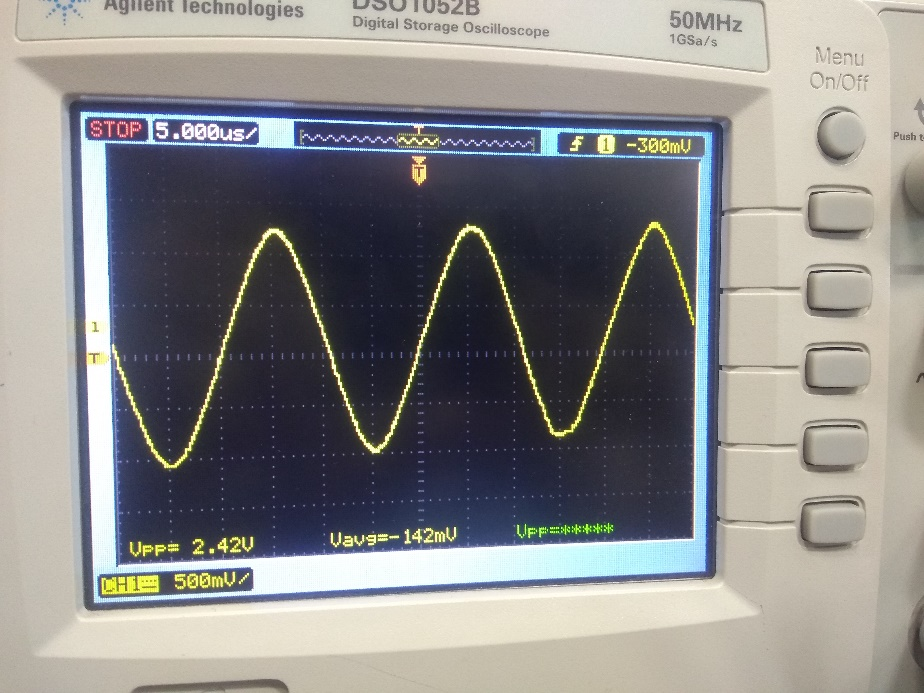 Agilent Technologies
DSO1052B
Digital Storage Oscilloscope
50MHz
1GSa/s
Menu
On/Off
Push t
STOP 5.000us/
T
1 -300mV
T
1
T
Vpp= 2.42V Vavg=-142mV Vpp=*****
CH1 500mV/